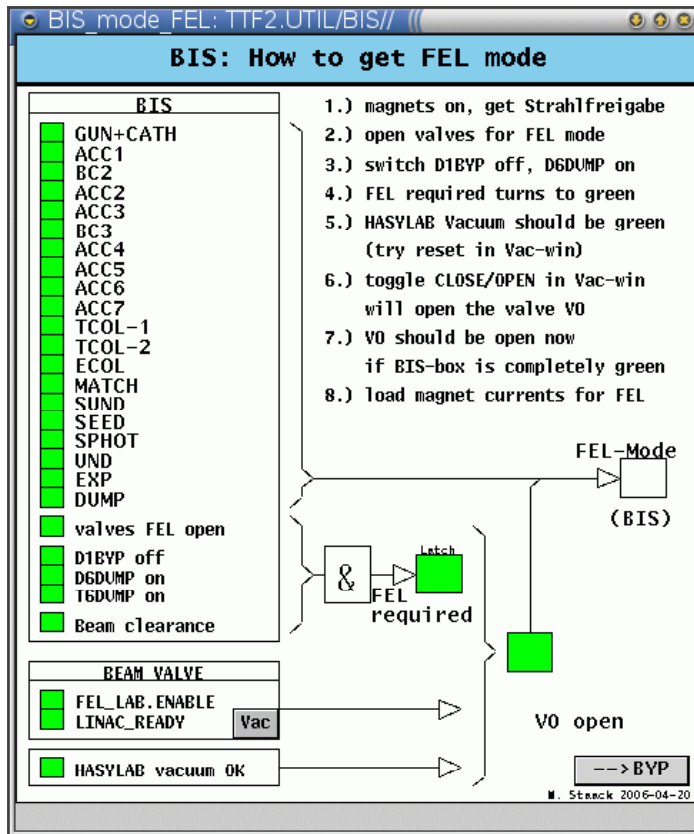 BIS_mode_FEL: TTF2.UTIL/BIS//
BIS: How to get FEL mode
BIS
GUN+CATH
ACC1
BC2
ACC2
ACC3
BC3
ACC4
ACC5
ACC6
ACC7
TCOL-1
TCOL-2
ECOL
MATCH
SUND
SEED
SPHOT
UND
EXP
DUMP
valves FEL open
D1BYP off
D6DUMP on
T6DUMP on
Beam clearance
1.) magnets on, get Strahlfreigabe
2.) open valves for FEL mode
3.) switch D1BYP off, D6DUMP on
4.) FEL required turns to green
5.) HASYLAB Vacuum should be green
(try reset in Vac-win)
6.) toggle CLOSE/OPEN in Vac-win
will open the valve V0
7.) V0 should be open now
if BIS-box is completely green
8.) load magnet currents for FEL
FEL-Mode
(BIS)
&
Latch
FEL
required
BEAM VALVE
FEL_LAB.ENABLE
LINAC_READY
Vac
V0 open
HASYLAB vacuum OK
-->BYP
2006-04-20